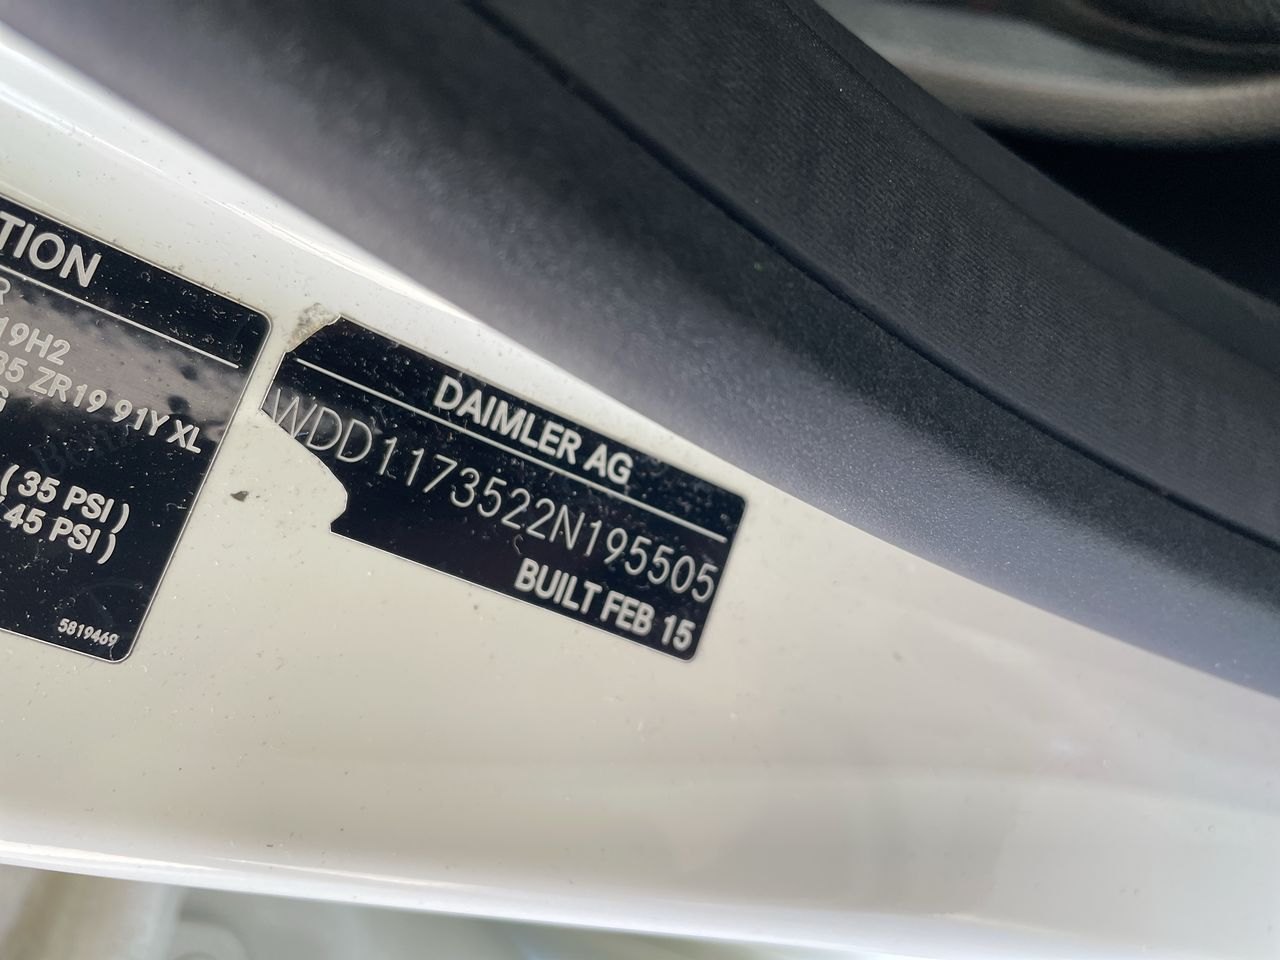 TION
R
19H2
35 ZR19 91Y XL
G
( 35 PSI )
( 45 PSI )
5819469
DAIMLER AG
WDD1173522N195505
BUILT FEB 15